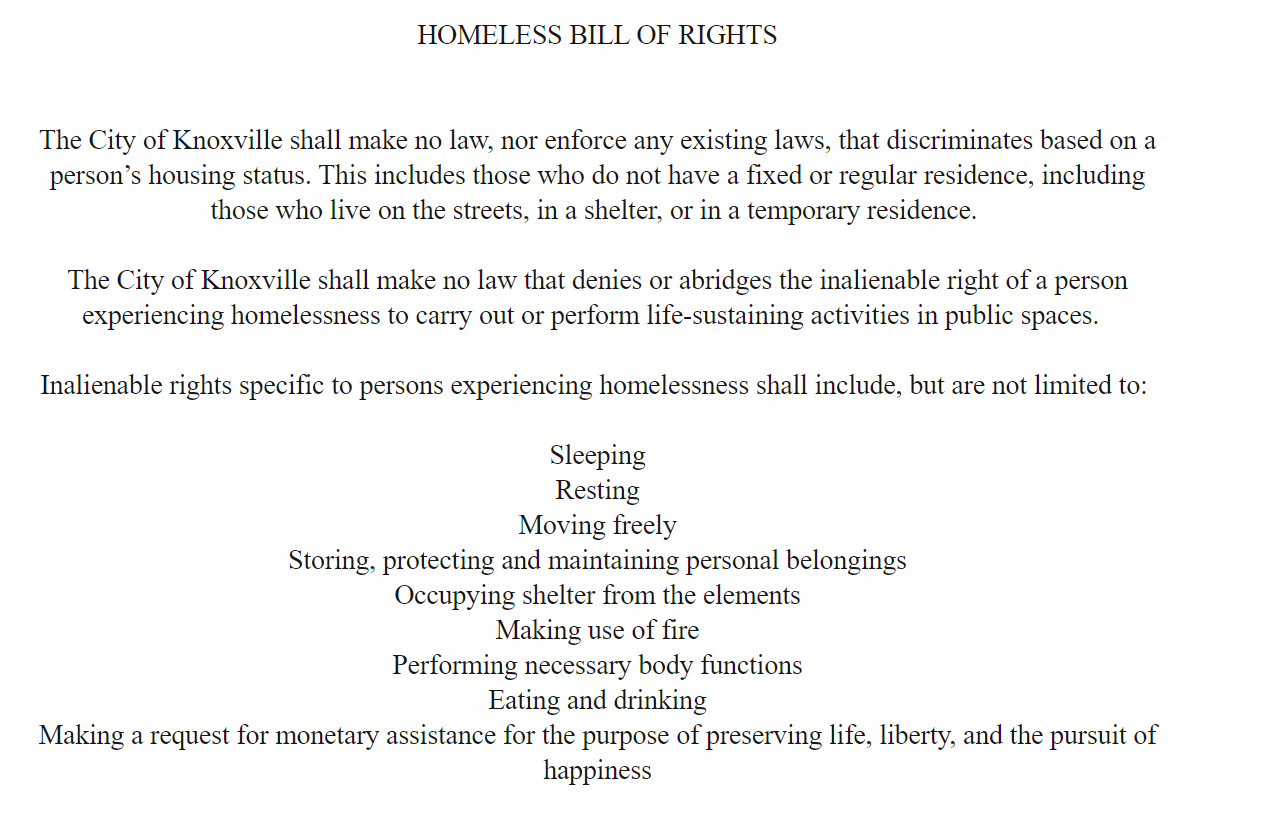 HOMELESS BILL OF RIGHTS
The City of Knoxville shall make no law, nor enforce any existing laws, that discriminates based on a
person’s housing status. This includes those who do not have a fixed or regular residence, including
those who live on the streets, in a shelter, or in a temporary residence.
The City of Knoxville shall make no law that denies or abridges the inalienable right of a person
experiencing homelessness to carry out or perform life-sustaining activities in public spaces.
Inalienable rights specific to persons experiencing homelessness shall include, but are not limited to:
Sleeping
Resting
Moving freely
Storing, protecting and maintaining personal belongings
Occupying shelter from the elements
Making use of fire
Performing necessary body functions
Eating and drinking
Making a request for monetary assistance for the purpose of preserving life, liberty, and the pursuit of
happiness